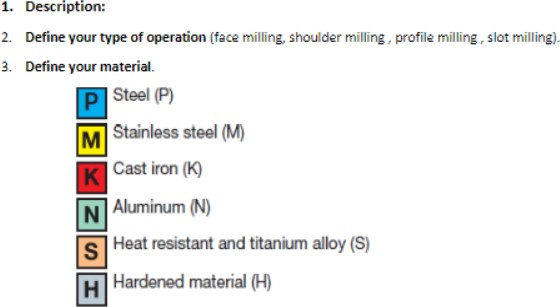 1. Description:
2. Define your type of operation (face milling, shoulder milling , profile milling , slot milling).
3. Define your material.
P Steel (P)
M Stainless steel (M)
K Cast iron (K)
N Aluminum (N)
S Heat resistant and titanium alloy (S)
H Hardened material (H)